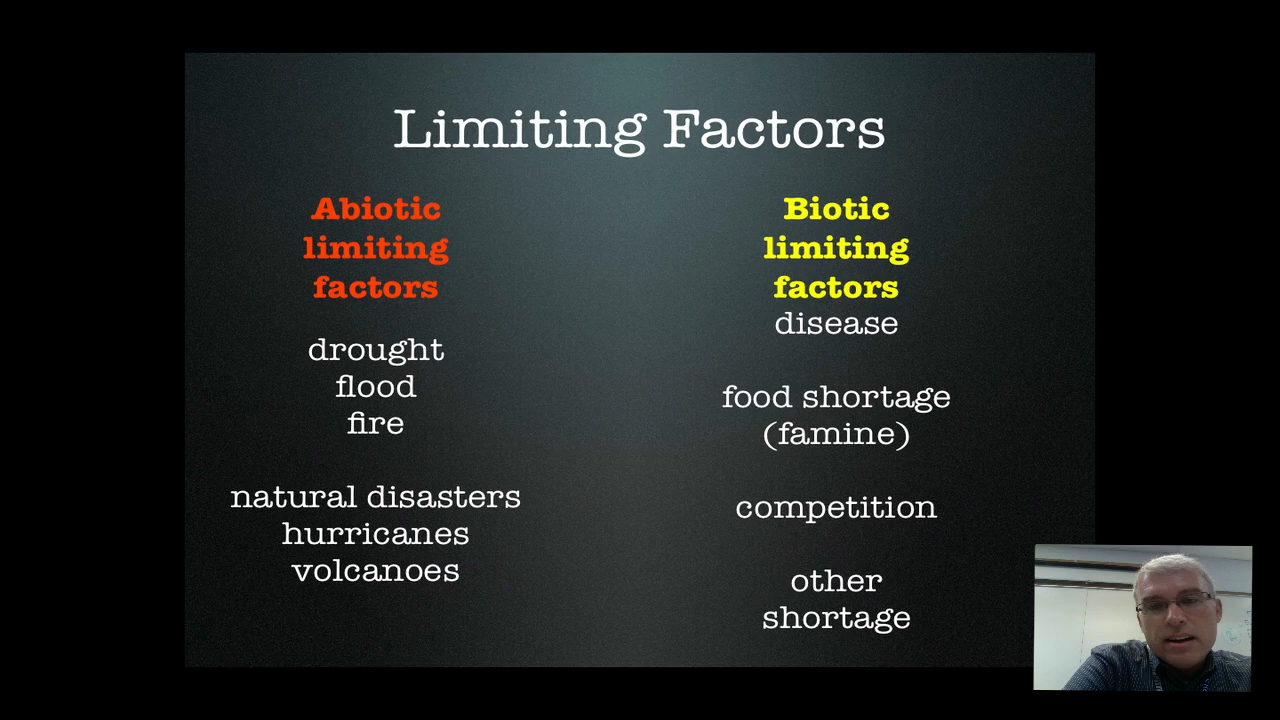 Limiting Factors
Abiotic
limiting
factors
drought
flood
fire
natural disasters
hurricanes
volcanoes
Biotic
limiting
factors
disease
food shortage
(famine)
competition
other
shortage